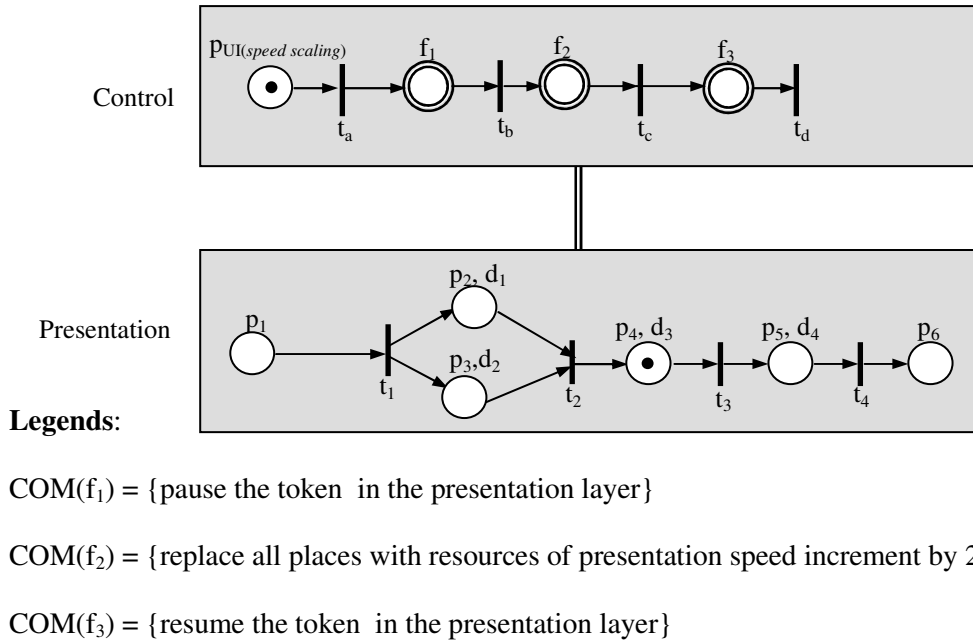 pUI(speed scaling) f1 f2 f3
Control
ta tb tc td
p2, d1
Presentation p1 p4, d3 p5, d4 p6
p3,d2
t1 t2 t3 t4
Legends:
COM(f1) = {pause the token in the presentation layer}
COM(f2) = {replace all places with resources of presentation speed increment by 2
COM(f3) = {resume the token in the presentation layer}